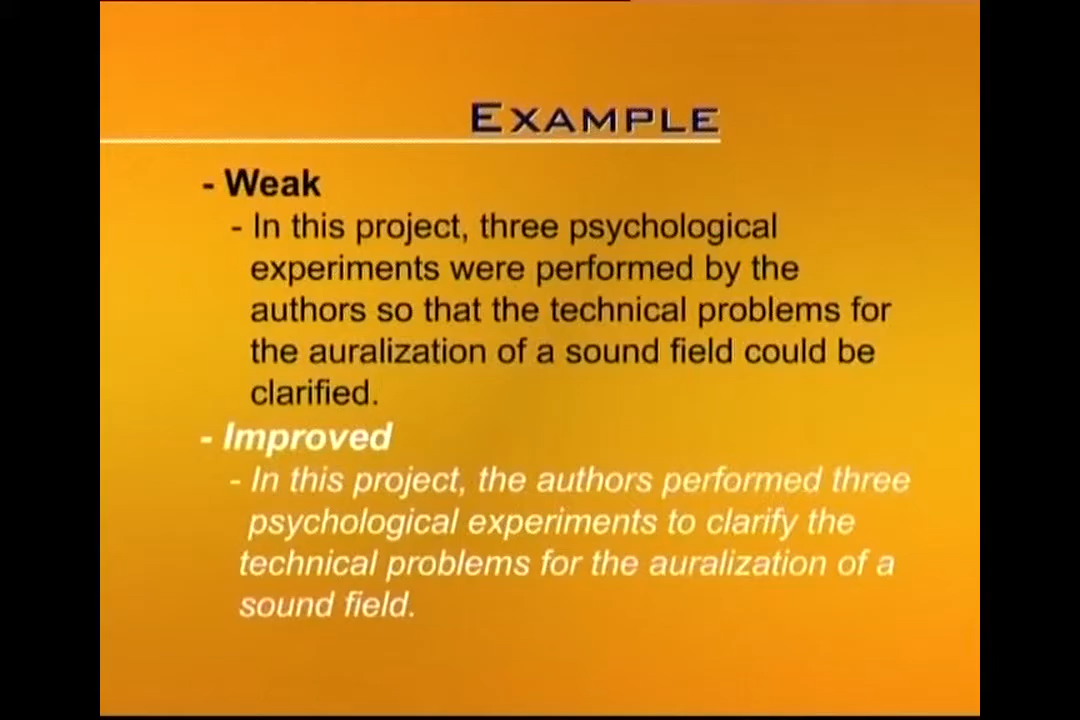 EXAMPLE
- Weak
- In this project, three psychological
experiments were performed by the
authors so that the technical problems for
the auralization of a sound field could be
clarified.
- Improved
- In this project, the authors performed three
psychological experiments to clarify the
technical problems for the auralization of a
sound field.